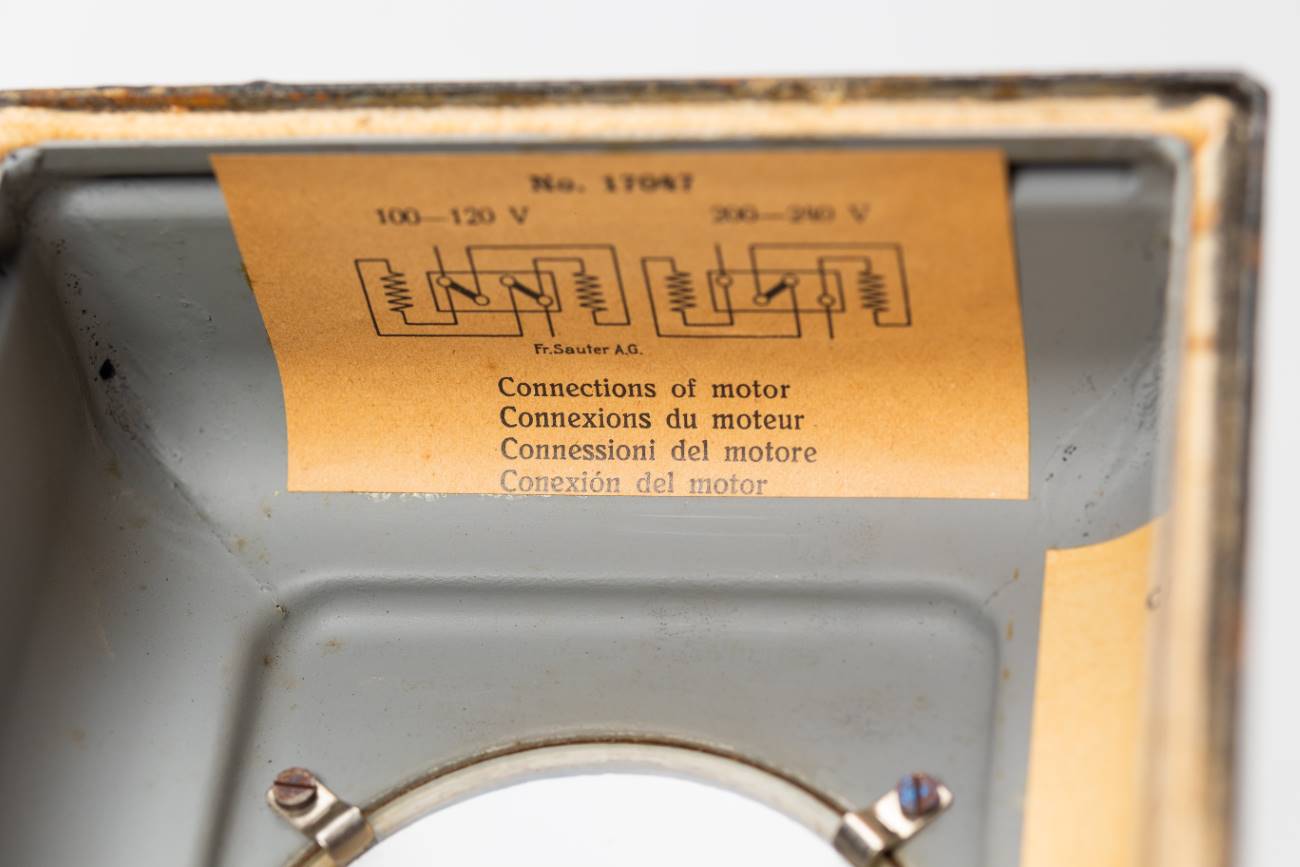 No. 17047
100—120 V
200—240 V
Fr. Sauter A.G.
Connections of motor
Connexions du moteur
Connessioni del motore
Conexión del motor